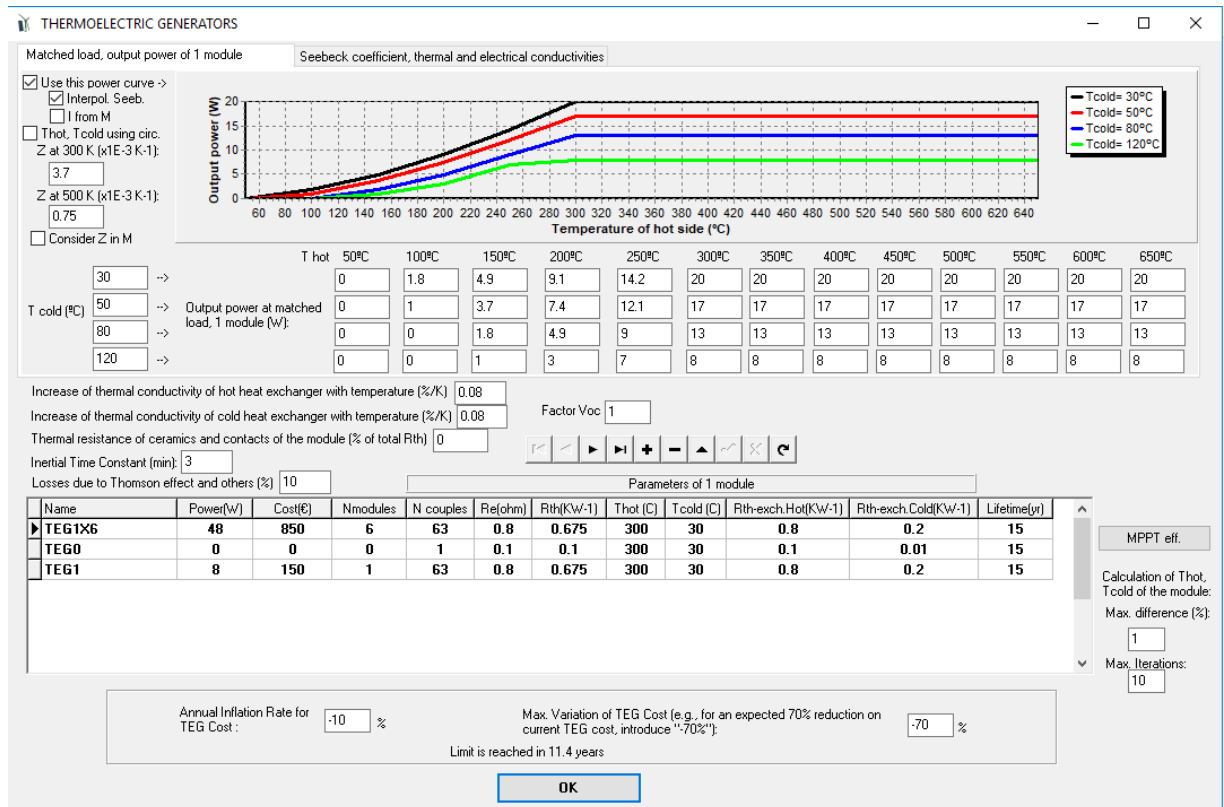 THERMOELECTRIC GENERATORS
Matched load, output power of 1 module
Seebeck coefficient, thermal and electrical conductivities
Use this power curve ->
Interpol. Seeb.
I from M
Thot, Tcold using circ.
Z at 300 K (x1E-3 K-1):
3.7
Z at 500 K (x1E-3 K-1):
0.75
Consider Z in M
Output power (W)
20
15
10
5
0
60 80 100 120 140 160 180 200 220 240 260 280 300 320 340 360 380 400 420 440 460 480 500 520 540 560 580 600 620 640
Temperature of hot side (ºC)
Tcold= 30ºC
Tcold= 50ºC
Tcold= 80ºC
Tcold= 120ºC
T hot 50ºC 100ºC 150ºC 200ºC 250ºC 300ºC 350ºC 400ºC 450ºC 500ºC 550ºC 600ºC 650ºC
T cold (ºC)
Output power at matched
load, 1 module (W):
30 --> 0 1.8 4.9 9.1 14.2 20 20 20 20 20 20 20 20
50 --> 0 1 3.7 7.4 12.1 17 17 17 17 17 17 17 17
80 --> 0 0 1.8 4.9 9 13 13 13 13 13 13 13 13
120 --> 0 0 1 3 7 8 8 8 8 8 8 8 8
Increase of thermal conductivity of hot heat exchanger with temperature (%/K) 0.08
Increase of thermal conductivity of cold heat exchanger with temperature (%/K) 0.08
Factor Voc 1
Thermal resistance of ceramics and contacts of the module (% of total Rth) 0
Inertial Time Constant (min): 3
Losses due to Thomson effect and others (%) 10
Parameters of 1 module
Name Power(W) Cost(€) Nmodules N couples Re(ohm) Rth(KW-1) Thot (C) Tcold (C) Rth-exch.Hot(KW-1) Rth-exch.Cold(KW-1) Lifetime(yr)
TEG1X6 48 850 6 63 0.8 0.675 300 30 0.8 0.2 15
TEG0 0 0 0 1 0.1 0.1 300 30 0.1 0.01 15
TEG1 8 150 1 63 0.8 0.675 300 30 0.8 0.2 15
MPPT eff.
Calculation of Thot,
Tcold of the module:
Max. difference (%):
1
Max. Iterations:
10
Annual Inflation Rate for
TEG Cost :
-10 %
Max. Variation of TEG Cost (e.g., for an expected 70% reduction on
current TEG cost, introduce "-70%"):
-70 %
Limit is reached in 11.4 years
OK